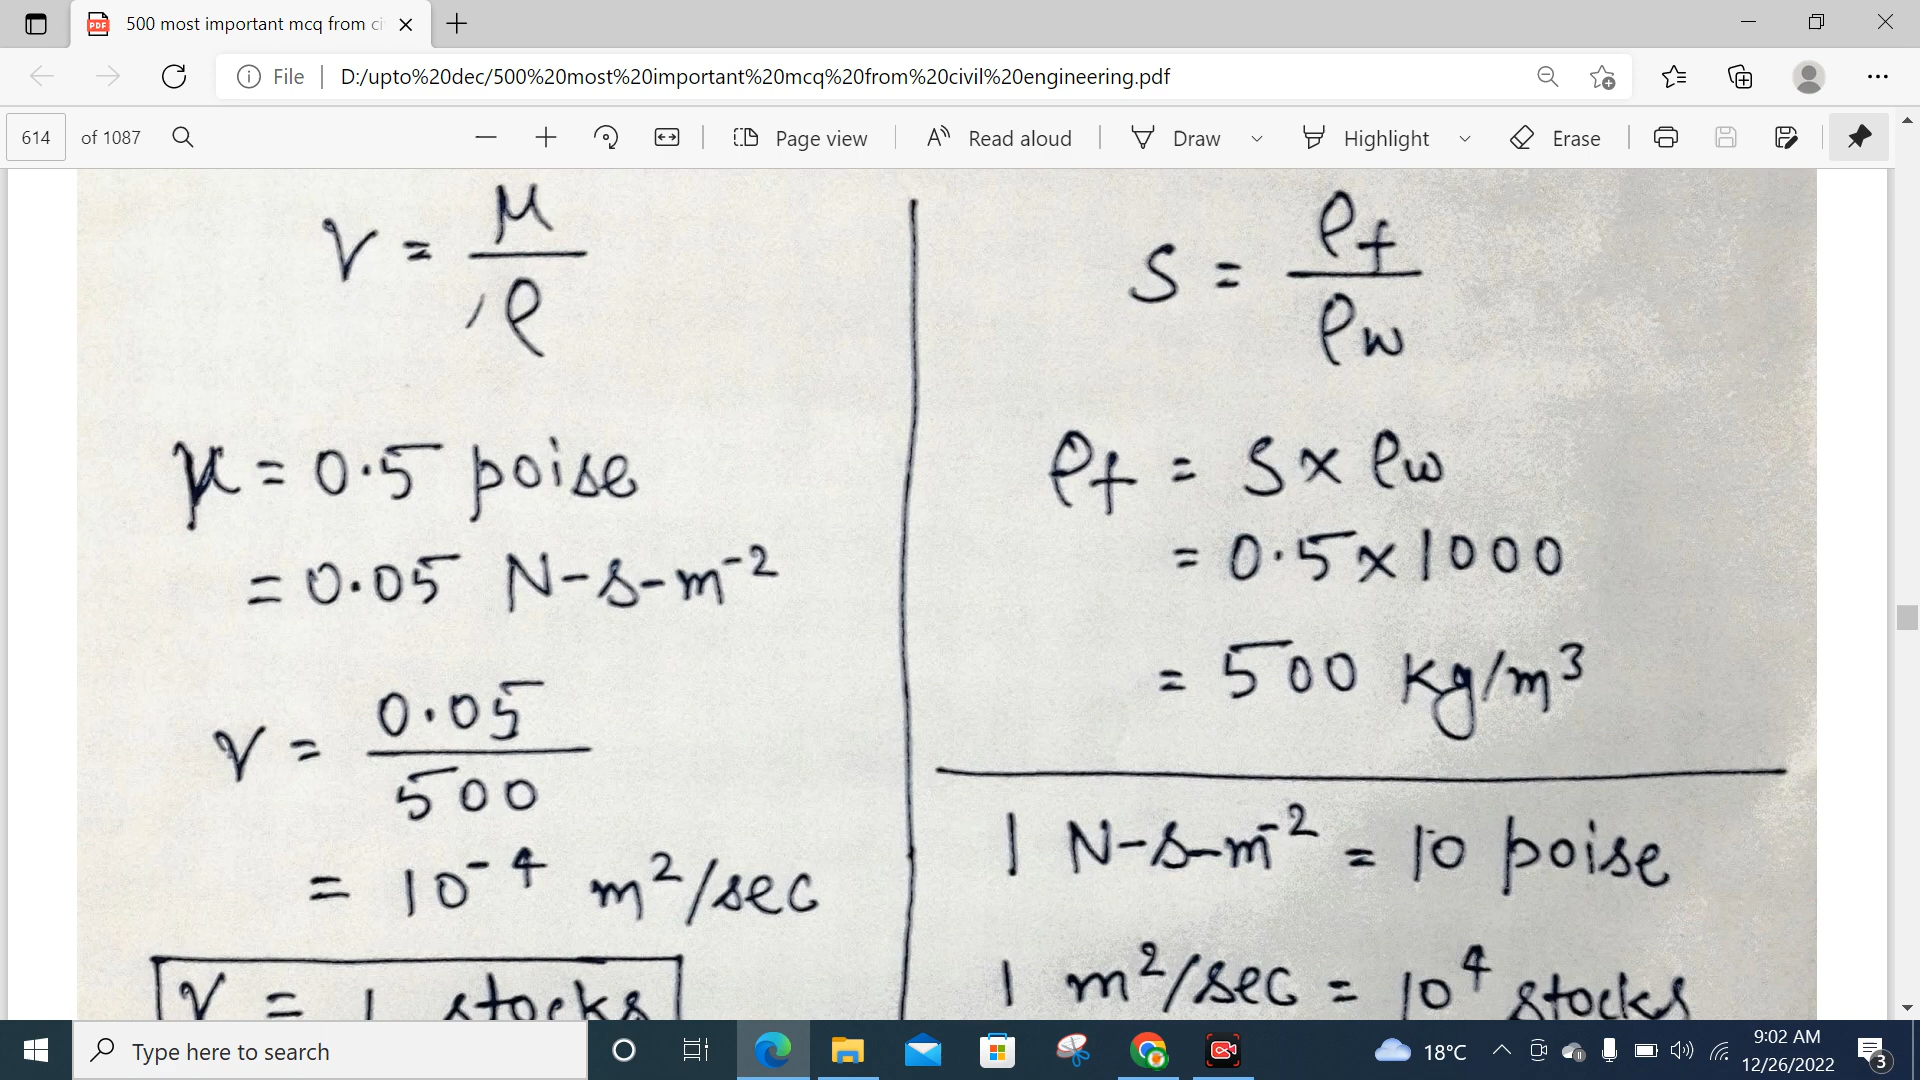 500 most important mcq from ci
File
D:/upto%20dec/500%20most%20important%20mcq%20from%20civil%20engineering.pdf
614 of 1087
Page view
Read aloud
Draw
Highlight
Erase
ν = μ/ρ
μ = 0.5 poise
= 0.05 N-s-m⁻²
ν = 0.05/500
= 10⁻⁴ m²/sec
ν = 1 stocks
S = ρf/ρw
ρf = S × ρw
= 0.5 × 1000
= 500 kg/m³
1 N-s-m⁻² = 10 poise
1 m²/sec = 10⁴ stocks
Type here to search
18°C
9:02 AM
12/26/2022
3